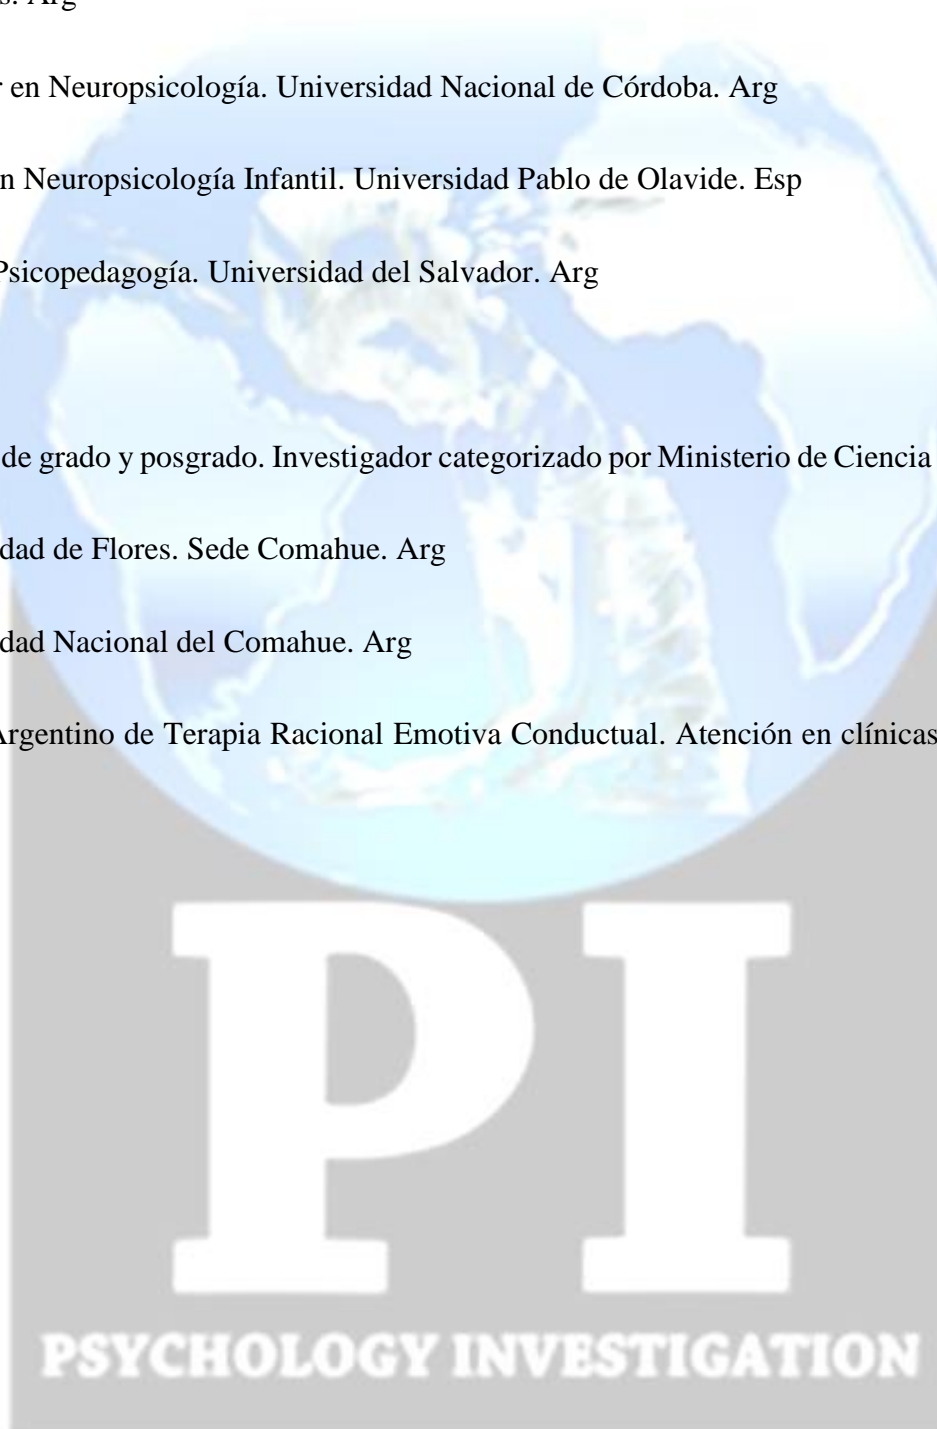 s. Arg
r en Neuropsicología. Universidad Nacional de Córdoba. Arg
n Neuropsicología Infantil. Universidad Pablo de Olavide. Esp
Psicopedagogía. Universidad del Salvador. Arg
de grado y posgrado. Investigador categorizado por Ministerio de Ciencia
dad de Flores. Sede Comahue. Arg
dad Nacional del Comahue. Arg
Argentino de Terapia Racional Emotiva Conductual. Atención en clínicas
PI
PSYCHOLOGY INVESTIGATION